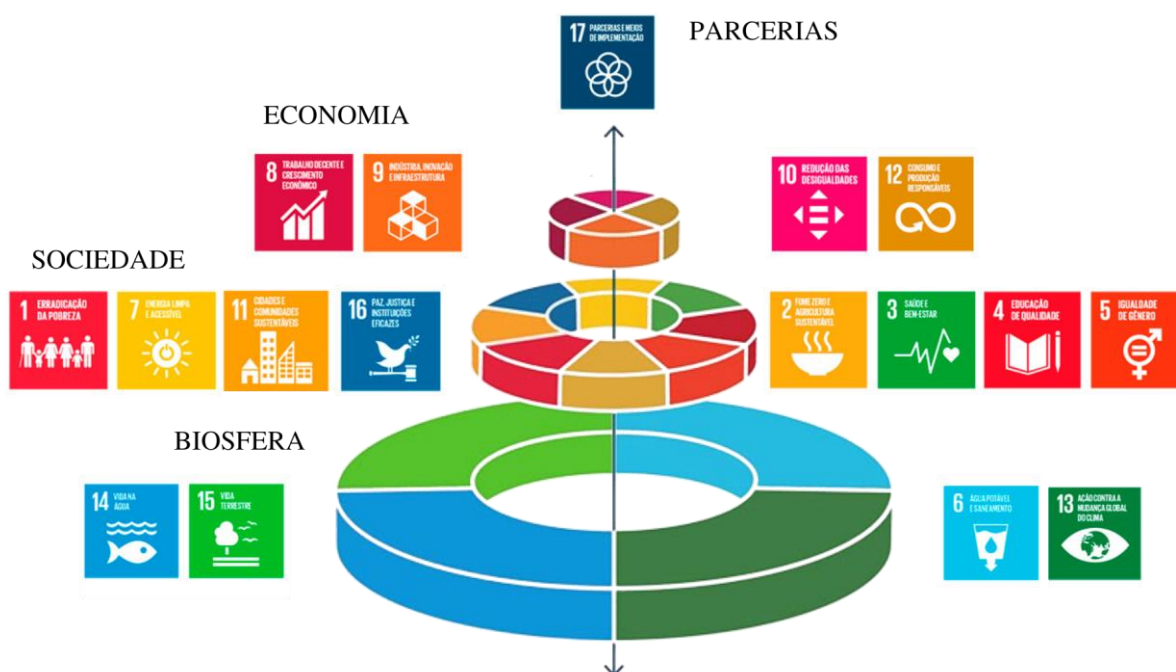 17 PARCERIAS E MEIOS
DE IMPLEMENTAÇÃO
PARCERIAS
ECONOMIA
8 TRABALHO DECENTE E
CRESCIMENTO
ECONÔMICO
9 INDÚSTRIA, INOVAÇÃO
E INFRAESTRUTURA
10 REDUÇÃO DAS
DESIGUALDADES
12 CONSUMO E
PRODUÇÃO
RESPONSÁVEIS
SOCIEDADE
1 ERRADICAÇÃO
DA POBREZA
7 ENERGIA LIMPA
E ACESSÍVEL
11 CIDADES E
COMUNIDADES
SUSTENTÁVEIS
16 PAZ, JUSTIÇA E
INSTITUIÇÕES
EFICAZES
2 FOME ZERO E
AGRICULTURA
SUSTENTÁVEL
3 SAÚDE E
BEM-ESTAR
4 EDUCAÇÃO
DE QUALIDADE
5 IGUALDADE
DE GÊNERO
BIOSFERA
14 VIDA NA
ÁGUA
15 VIDA
TERRESTRE
6 ÁGUA POTÁVEL
E SANEAMENTO
13 AÇÃO CONTRA A
MUDANÇA GLOBAL
DO CLIMA